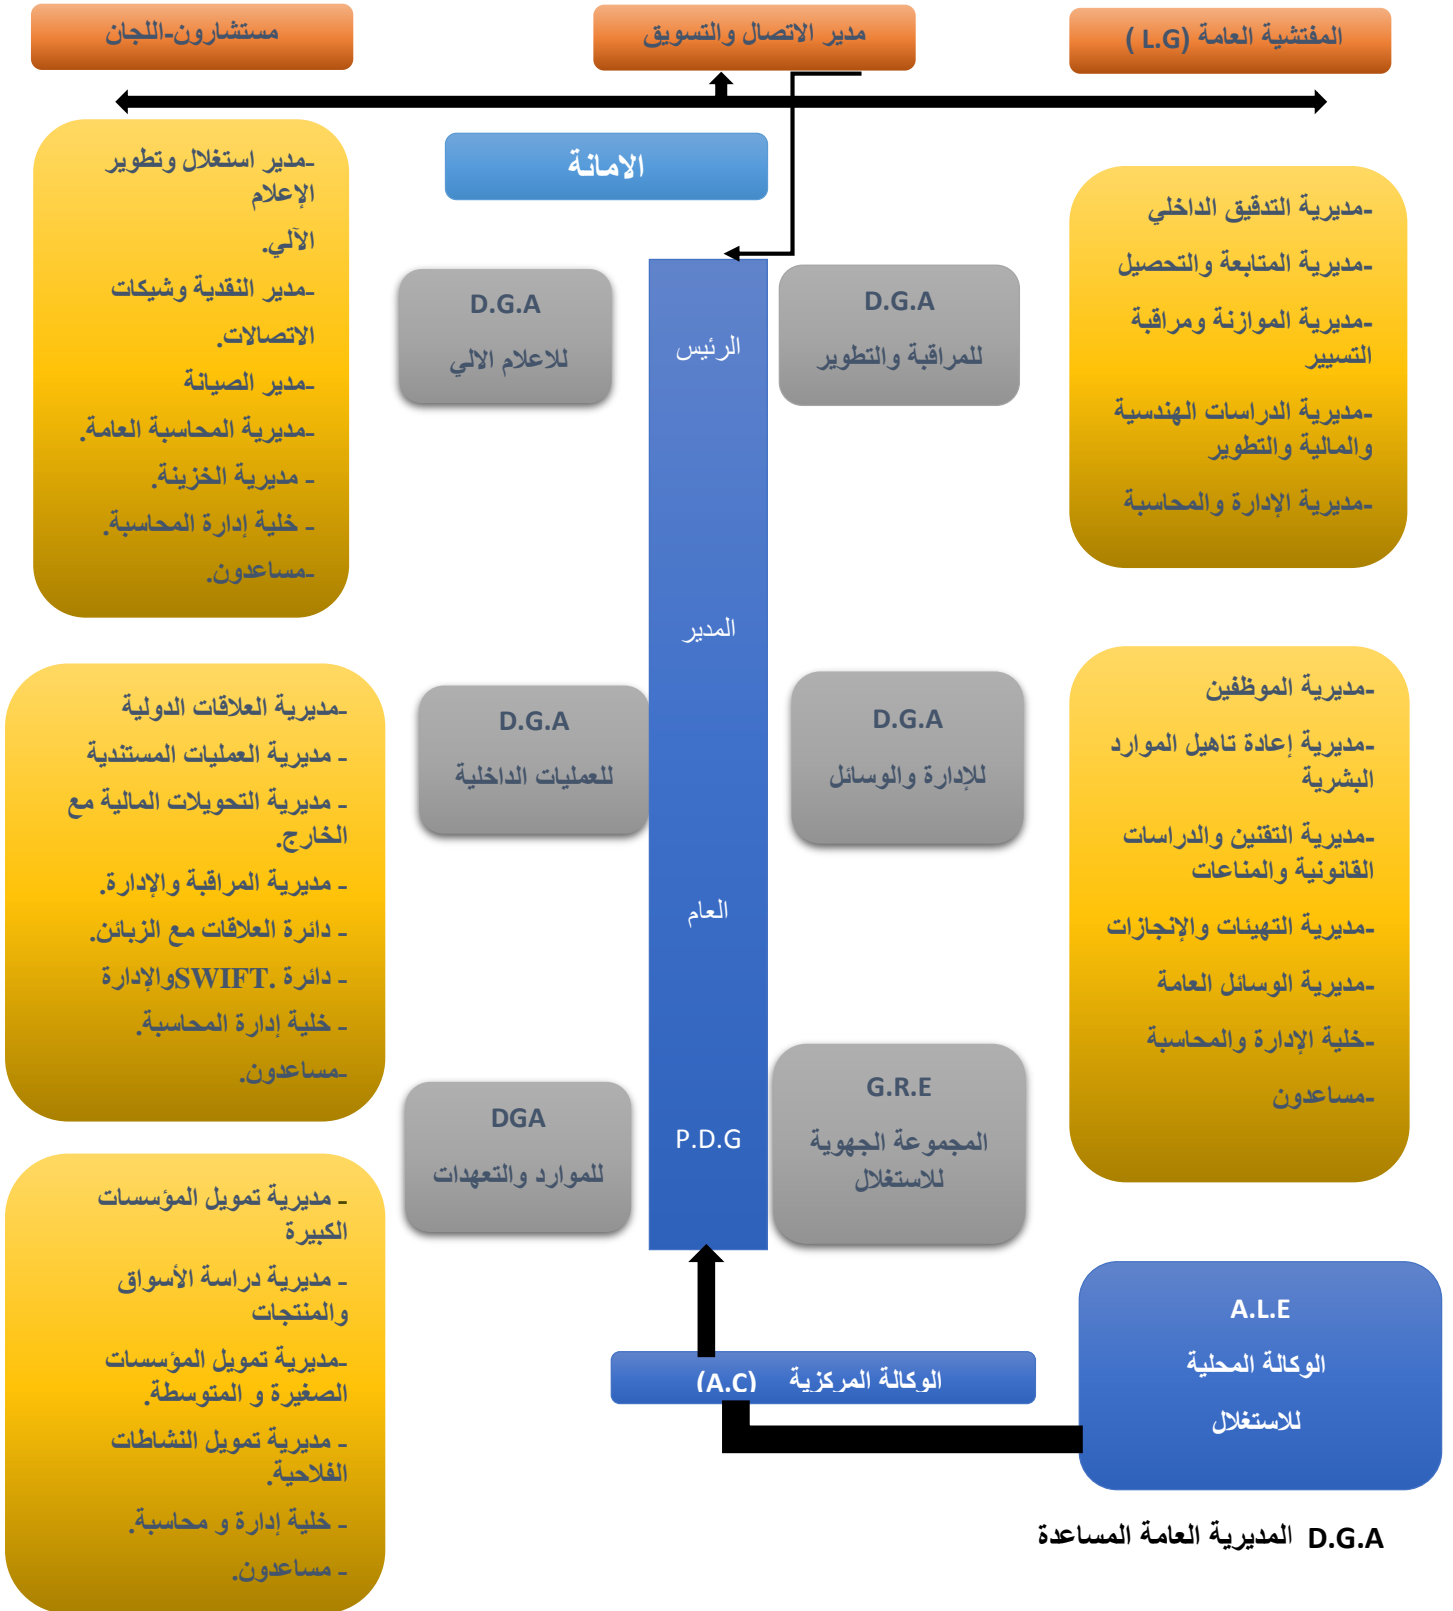 المفتشية العامة (L.G )
مدير الاتصال والتسويق
مستشارون-اللجان
الامانة
-مديرية التدقيق الداخلي
-مديرية المتابعة والتحصيل
-مديرية الموازنة ومراقبة
التسيير
-مديرية الدراسات الهندسية
والمالية والتطوير
-مديرية الإدارة والمحاسبة
D.G.A
للمراقبة والتطوير
الرئيس
D.G.A
للاعلام الالي
-مدير استغلال وتطوير
الإعلام
الآلي.
-مدير النقدية وشيكات
الاتصالات.
-مدير الصيانة
-مديرية المحاسبة العامة.
- مديرية الخزينة.
- خلية إدارة المحاسبة.
-مساعدون.
-مديرية الموظفين
-مديرية إعادة تاهيل الموارد
البشرية
-مديرية التقنين والدراسات
القانونية والمناعات
-مديرية التهيئات والإنجازات
-مديرية الوسائل العامة
-خلية الإدارة والمحاسبة
-مساعدون
D.G.A
للإدارة والوسائل
المدير
D.G.A
للعمليات الداخلية
-مديرية العلاقات الدولية
- مديرية العمليات المستندية
- مديرية التحويلات المالية مع
الخارج.
- مديرية المراقبة والإدارة.
- دائرة العلاقات مع الزبائن.
- دائرة .SWIFTوالإدارة
- خلية إدارة المحاسبة.
-مساعدون.
العام
G.R.E
المجموعة الجهوية
للاستغلال
P.D.G
DGA
للموارد والتعهدات
- مديرية تمويل المؤسسات
الكبيرة
- مديرية دراسة الأسواق
والمنتجات
-مديرية تمويل المؤسسات
الصغيرة و المتوسطة.
- مديرية تمويل النشاطات
الفلاحية.
- خلية إدارة و محاسبة.
- مساعدون.
A.L.E
الوكالة المحلية
للاستغلال
الوكالة المركزية (A.C)
D.G.A المديرية العامة المساعدة